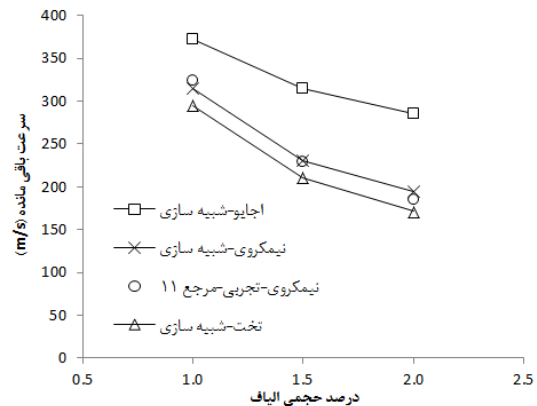 400
350
300
250
200
150
100
50
0
سرعت باقی مانده (m/s)
اجایو-شبیه سازی
نیمکروی-شبیه سازی
نیمکروی-تجربی-مرجع ۱۱
تخت-شبیه سازی
0.5 1.0 1.5 2.0 2.5
درصد حجمی الیاف